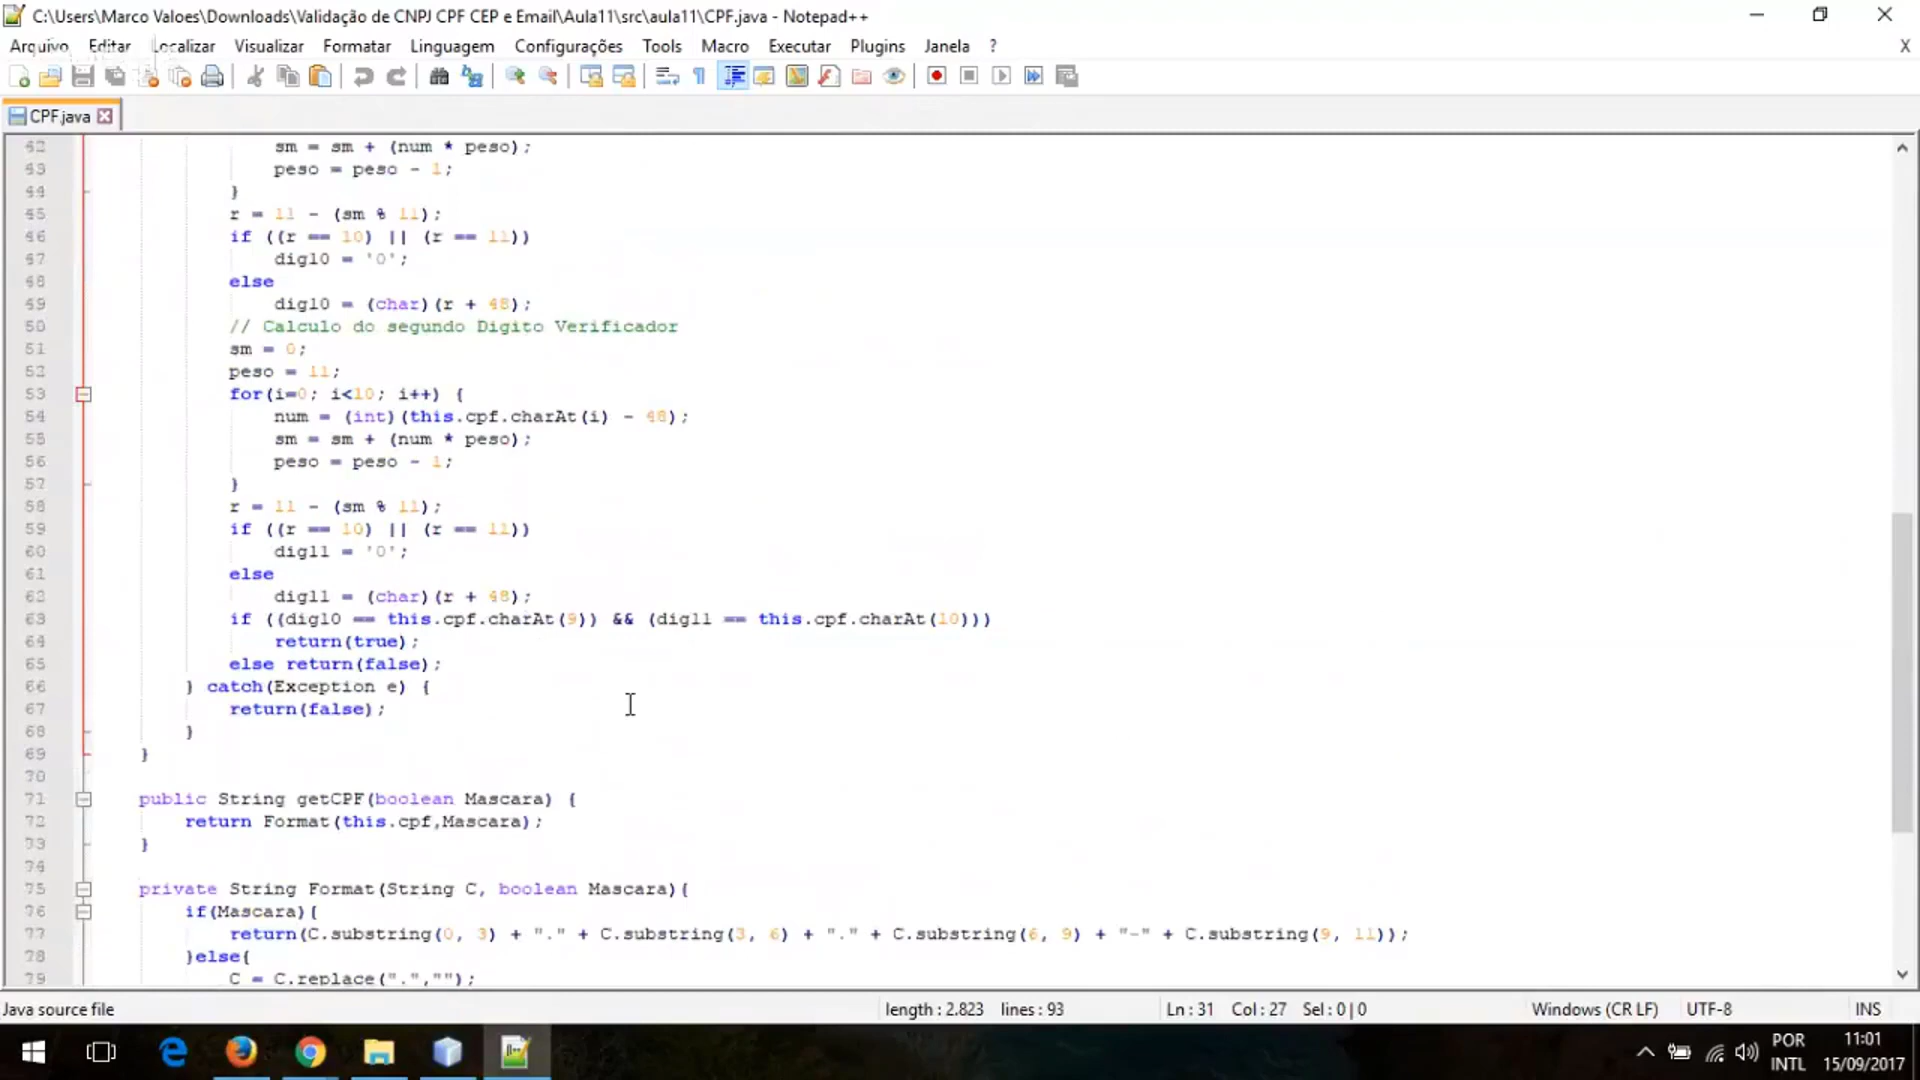 C:\Users\Marco Valoes\Downloads\Validação de CNPJ CPF CEP e Email\Aula11\src\aula11\CPF.java - Notepad++
Arquivo Editar Localizar Visualizar Formatar Linguagem Configurações Tools Macro Executar Plugins Janela ? X
CPF.java
42 sm = sm + (num * peso);
43 peso = peso - 1;
44 }
45 r = 11 - (sm % 11);
46 if ((r == 10) || (r == 11))
47 dig10 = '0';
48 else
49 dig10 = (char)(r + 48);
50 // Calculo do segundo Digito Verificador
51 sm = 0;
52 peso = 11;
53 for(i=0; i<10; i++) {
54 num = (int)(this.cpf.charAt(i) - 48);
55 sm = sm + (num * peso);
56 peso = peso - 1;
57 }
58 r = 11 - (sm % 11);
59 if ((r == 10) || (r == 11))
60 dig11 = '0';
61 else
62 dig11 = (char)(r + 48);
63 if ((dig10 == this.cpf.charAt(9)) && (dig11 == this.cpf.charAt(10)))
64 return(true);
65 else return(false);
66 } catch(Exception e) {
67 return(false);
68 }
69 }
70
71 public String getCPF(boolean Mascara) {
72 return Format(this.cpf,Mascara);
73 }
74
75 private String Format(String C, boolean Mascara){
76 if(Mascara){
77 return(C.substring(0, 3) + "." + C.substring(3, 6) + "." + C.substring(6, 9) + "-" + C.substring(9, 11));
78 }else{
79 C = C.replace(".","");
Java source file length : 2.823 lines : 93 Ln : 31 Col : 27 Sel : 0 | 0 Windows (CR LF) UTF-8 INS
POR 11:01
INTL 15/09/2017